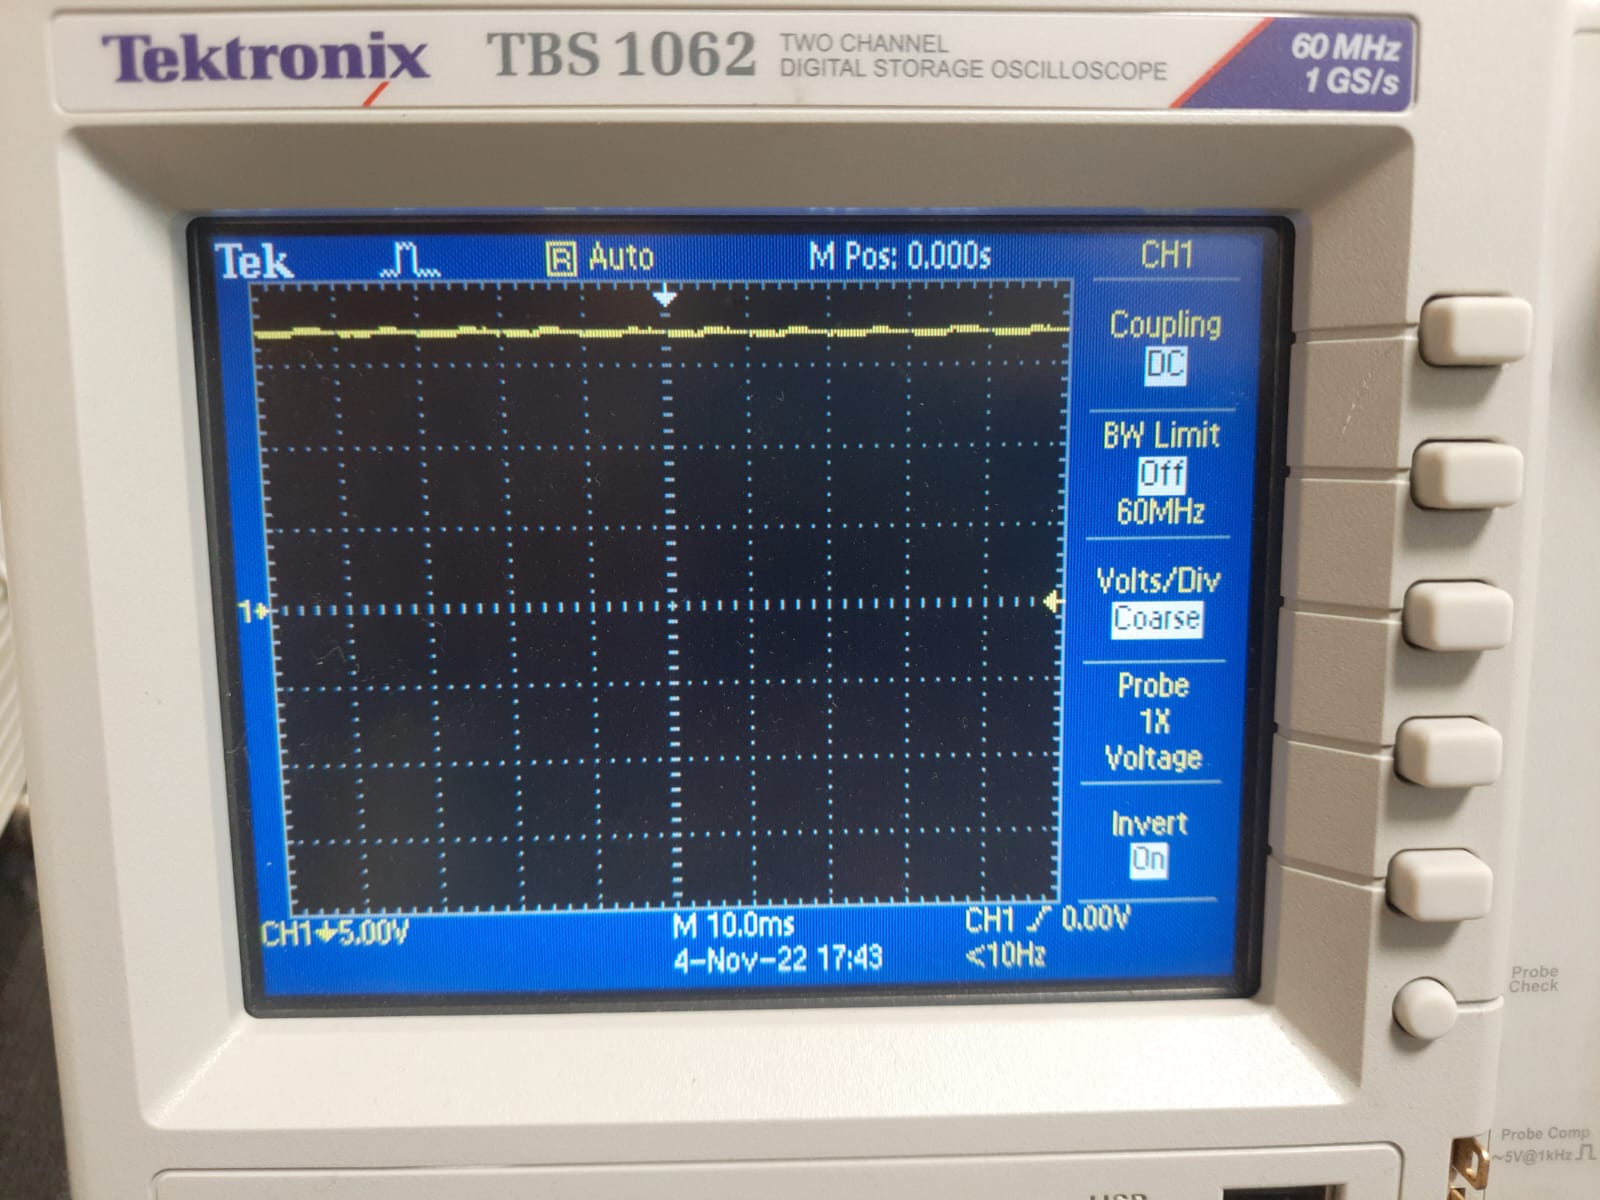 Tektronix TBS 1062 TWO CHANNEL
DIGITAL STORAGE OSCILLOSCOPE
60 MHz
1 GS/s
Tek R Auto M Pos: 0.000s CH1
Coupling
DC
BW Limit
Off
60MHz
Volts/Div
Coarse
Probe
1X
Voltage
Invert
On
1
CH1 5.00V M 10.0ms CH1 0.00V
4-Nov-22 17:43 <10Hz
Probe
Check
Probe Comp
~5V@1kHz
USB